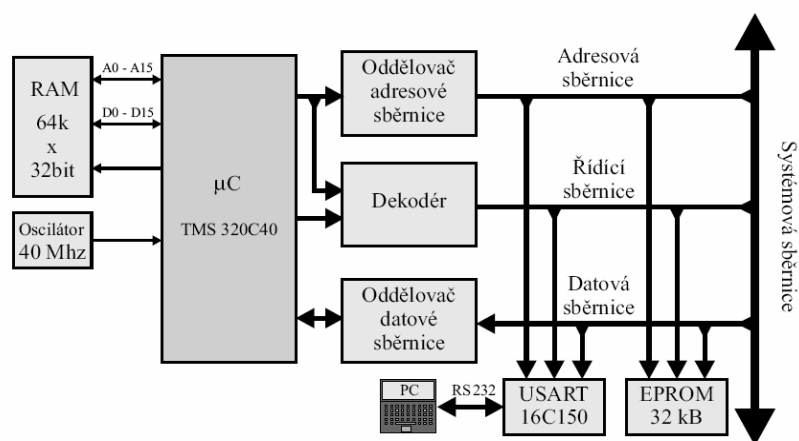 RAM
64k
x
32bit
A0 - A15
D0 - D15
Oscilátor
40 Mhz
μC
TMS 320C40
Oddělovač
adresové
sběrnice
Dekodér
Oddělovač
datové
sběrnice
Adresová
sběrnice
Řídící
sběrnice
Datová
sběrnice
Systémová sběrnice
PC
RS232
USART
16C150
EPROM
32 kB